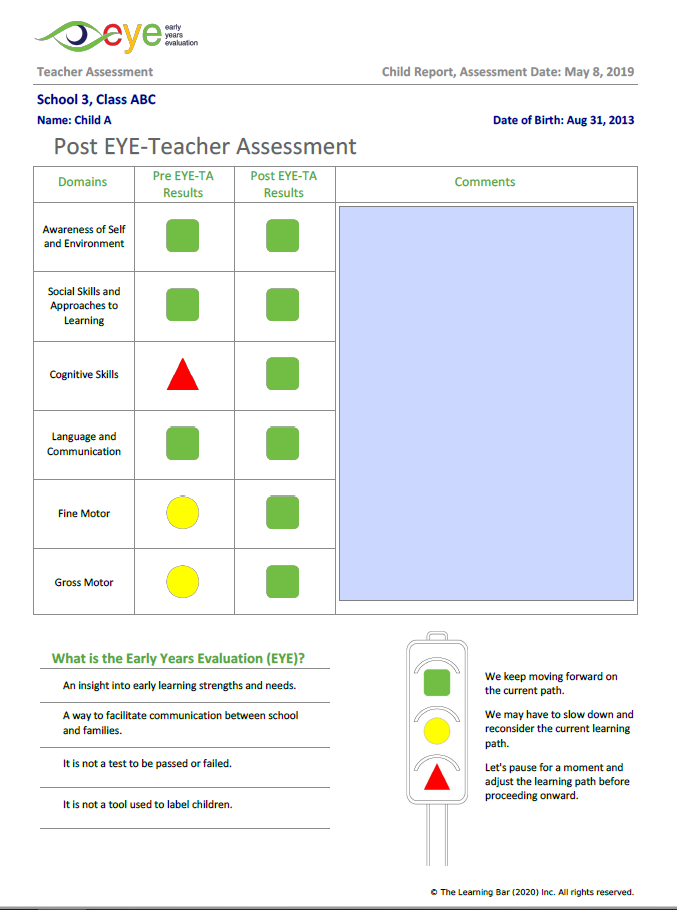 eye early
years
evaluation
Teacher Assessment Child Report, Assessment Date: May 8, 2019
School 3, Class ABC
Name: Child A Date of Birth: Aug 31, 2013
Post EYE-Teacher Assessment
Domains Pre EYE-TA Results Post EYE-TA Results Comments
Awareness of Self
and Environment
Social Skills and
Approaches to
Learning
Cognitive Skills
Language and
Communication
Fine Motor
Gross Motor
What is the Early Years Evaluation (EYE)?
An insight into early learning strengths and needs.
A way to facilitate communication between school
and families.
It is not a test to be passed or failed.
It is not a tool used to label children.
We keep moving forward on
the current path.
We may have to slow down and
reconsider the current learning
path.
Let's pause for a moment and
adjust the learning path before
proceeding onward.
© The Learning Bar (2020) Inc. All rights reserved.